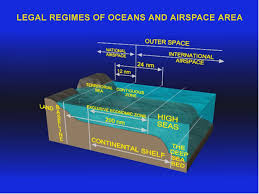 LEGAL REGIMES OF OCEANS AND AIRSPACE AREA
OUTER SPACE
NATIONAL
AIRSPACE
INTERNATIONAL
AIRSPACE
24 nm
12 nm
TERRITORIAL
SEA
CONTIGUOUS
ZONE
LAND
BASELINE
EXCLUSIVE ECONOMIC ZONE
200 nm
HIGH
SEAS
CONTINENTAL SHELF
THE
DEEP
SEA
BED